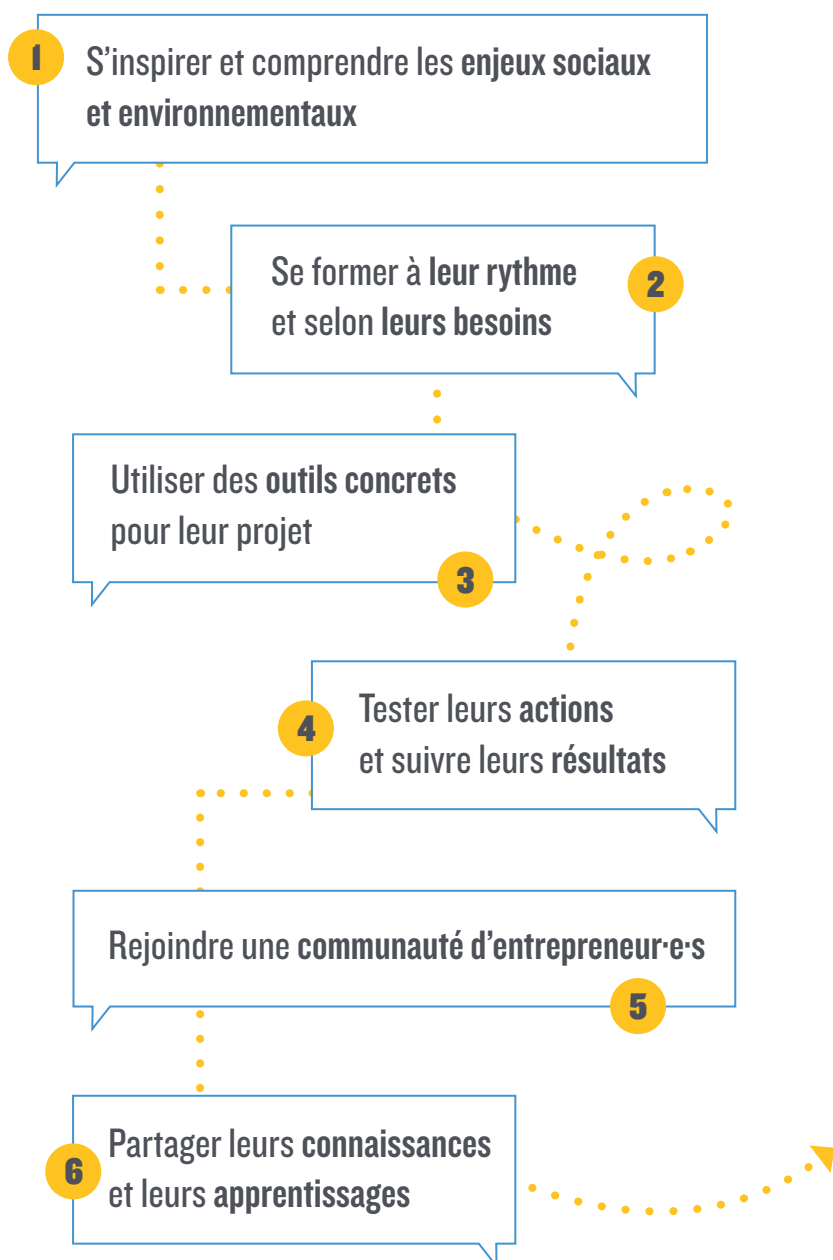 1
S’inspirer et comprendre les enjeux sociaux
et environnementaux
Se former à leur rythme
et selon leurs besoins
2
Utiliser des outils concrets
pour leur projet
3
4
Tester leurs actions
et suivre leurs résultats
Rejoindre une communauté d’entrepreneur·e·s
5
6
Partager leurs connaissances
et leurs apprentissages